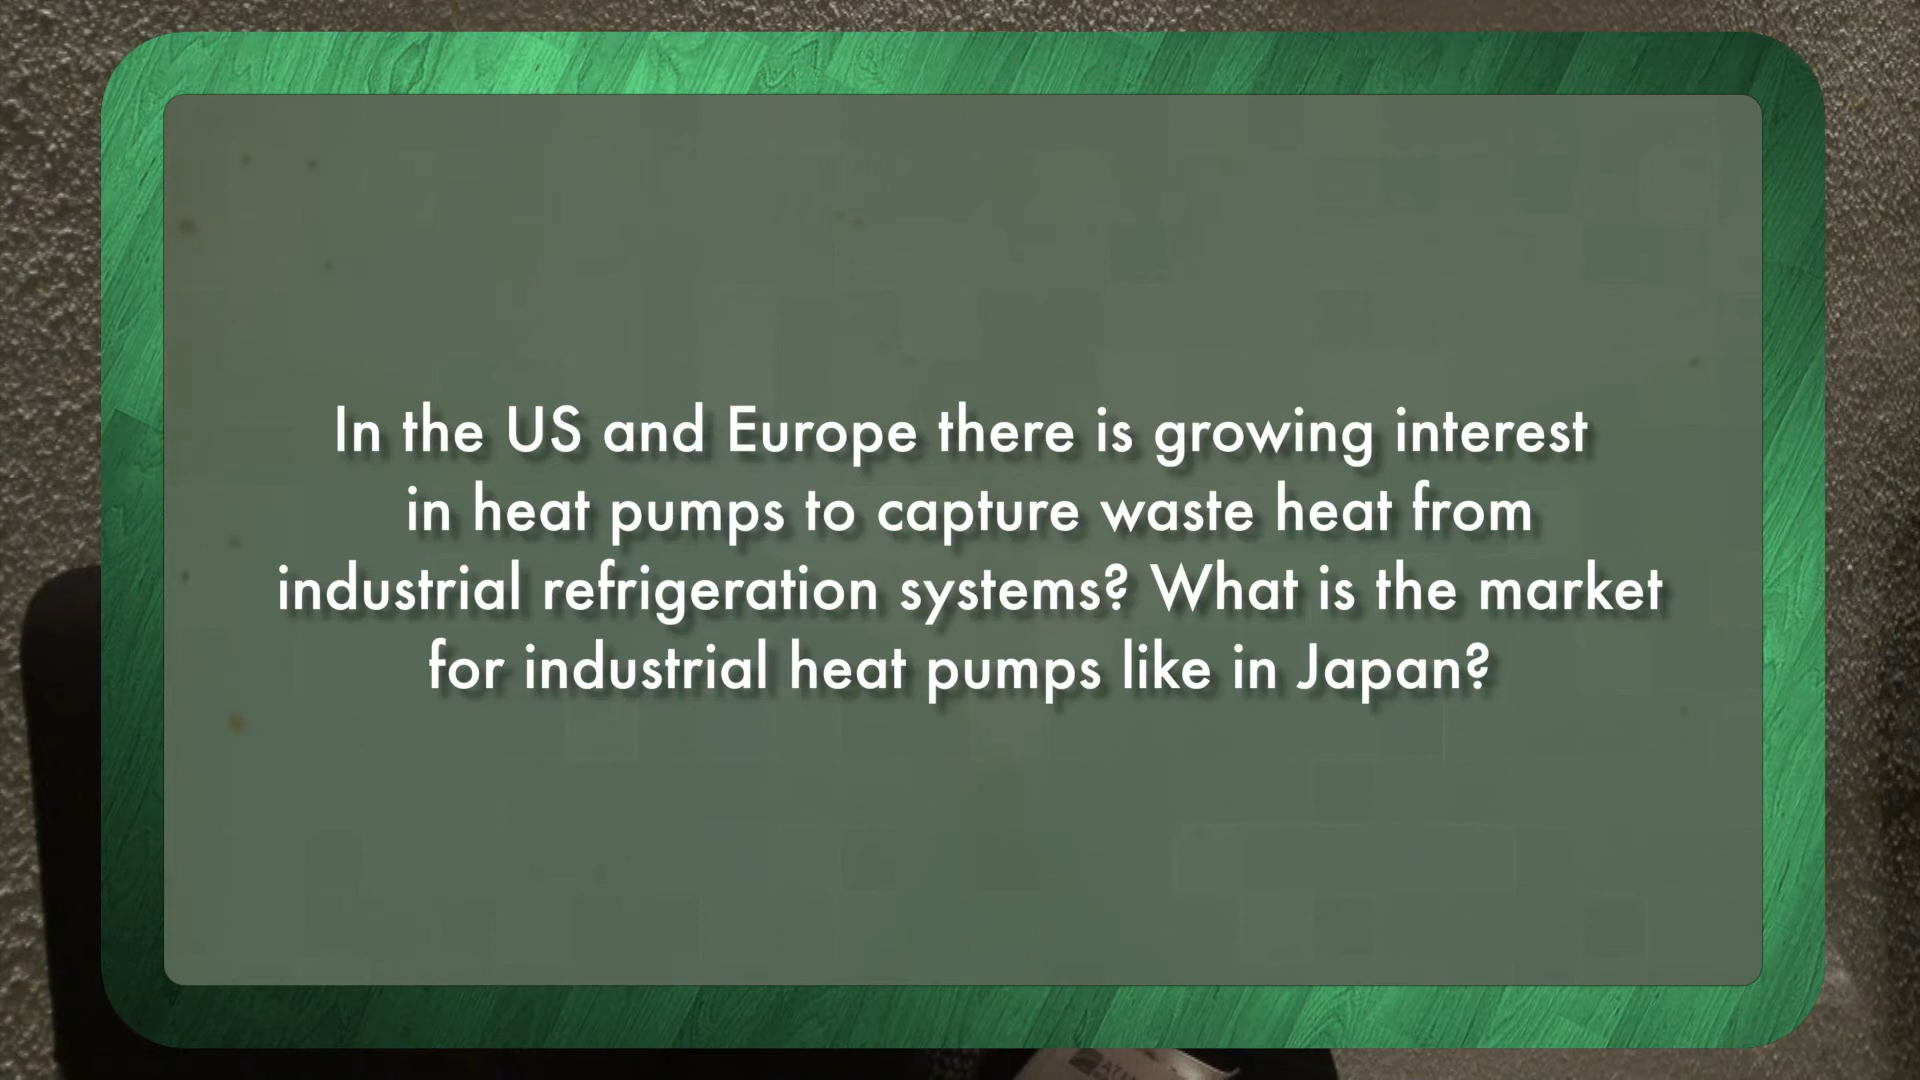 In the US and Europe there is growing interest
in heat pumps to capture waste heat from
industrial refrigeration systems? What is the market
for industrial heat pumps like in Japan?